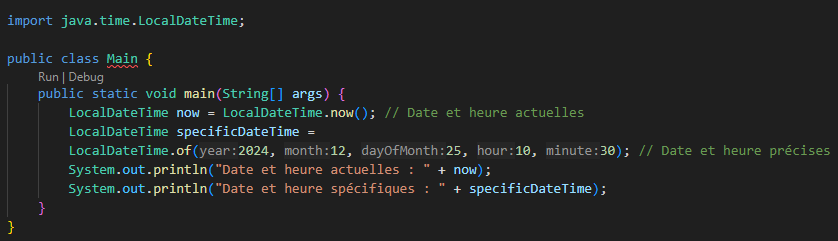 import java.time.LocalDateTime;
public class Main {
Run | Debug
public static void main(String[] args) {
LocalDateTime now = LocalDateTime.now(); // Date et heure actuelles
LocalDateTime specificDateTime =
LocalDateTime.of(year:2024, month:12, dayOfMonth:25, hour:10, minute:30); // Date et heure précises
System.out.println("Date et heure actuelles : " + now);
System.out.println("Date et heure spécifiques : " + specificDateTime);
}
}